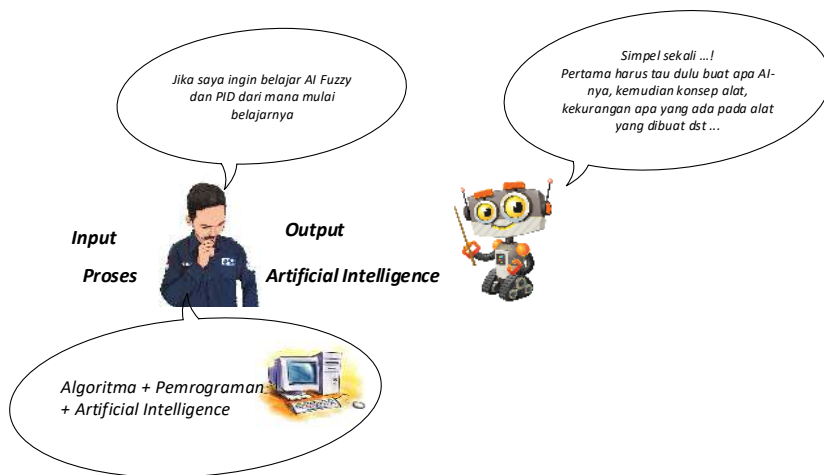 Jika saya ingin belajar AI Fuzzy
dan PID dari mana mulai
belajarnya
Simpel sekali ...!
Pertama harus tau dulu buat apa AI-
nya, kemudian konsep alat,
kekurangan apa yang ada pada alat
yang dibuat dst ...
Input
Output
Proses
Artificial Intelligence
Algoritma + Pemrograman
+ Artificial Intelligence